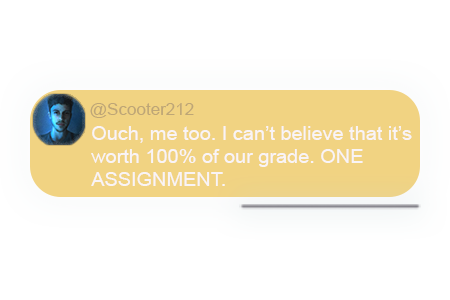 @Scooter212
Ouch, me too. I can’t believe that it’s
worth 100% of our grade. ONE
ASSIGNMENT.